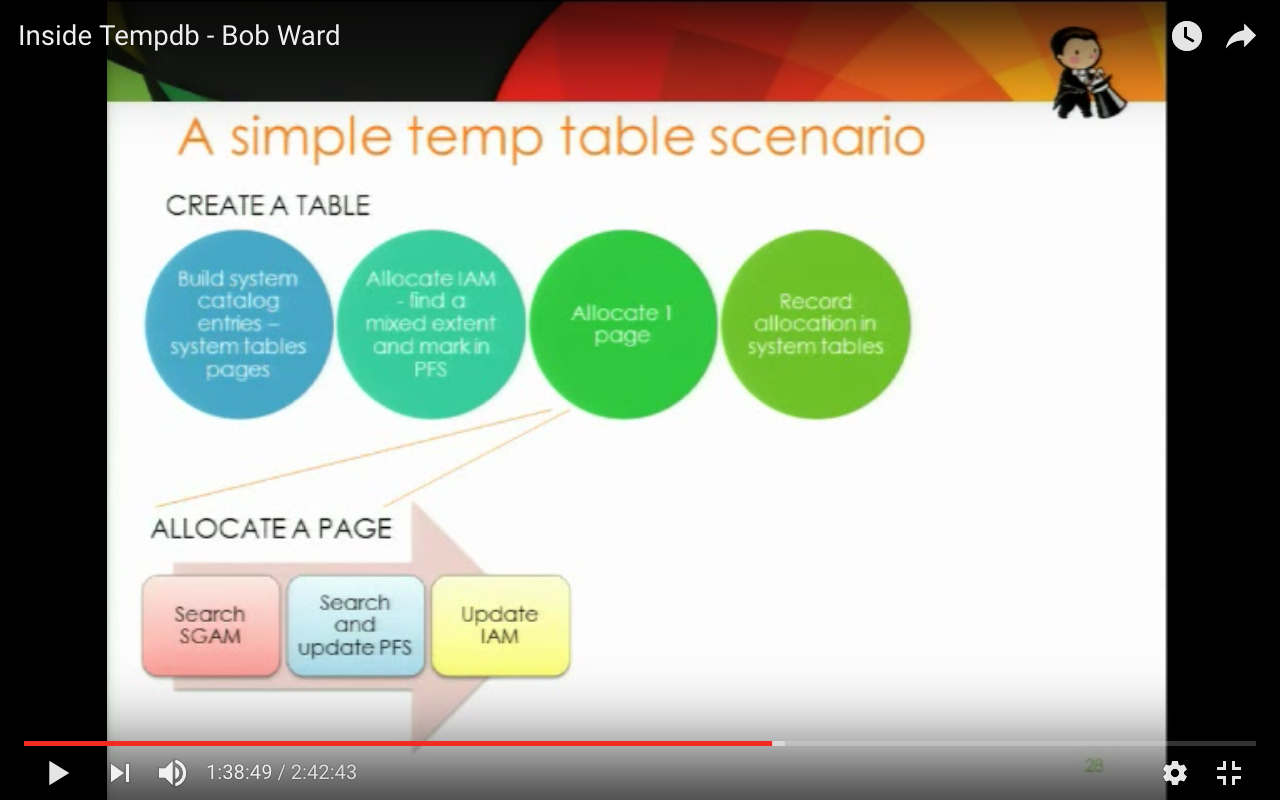 Inside Tempdb - Bob Ward
A simple temp table scenario
CREATE A TABLE
Build system
catalog
entries –
system tables
pages
Allocate IAM
- find a
mixed extent
and mark in
PFS
Allocate 1
page
Record
allocation in
system tables
ALLOCATE A PAGE
Search
SGAM
Search
and
update PFS
Update
IAM
1:38:49 / 2:42:43
28